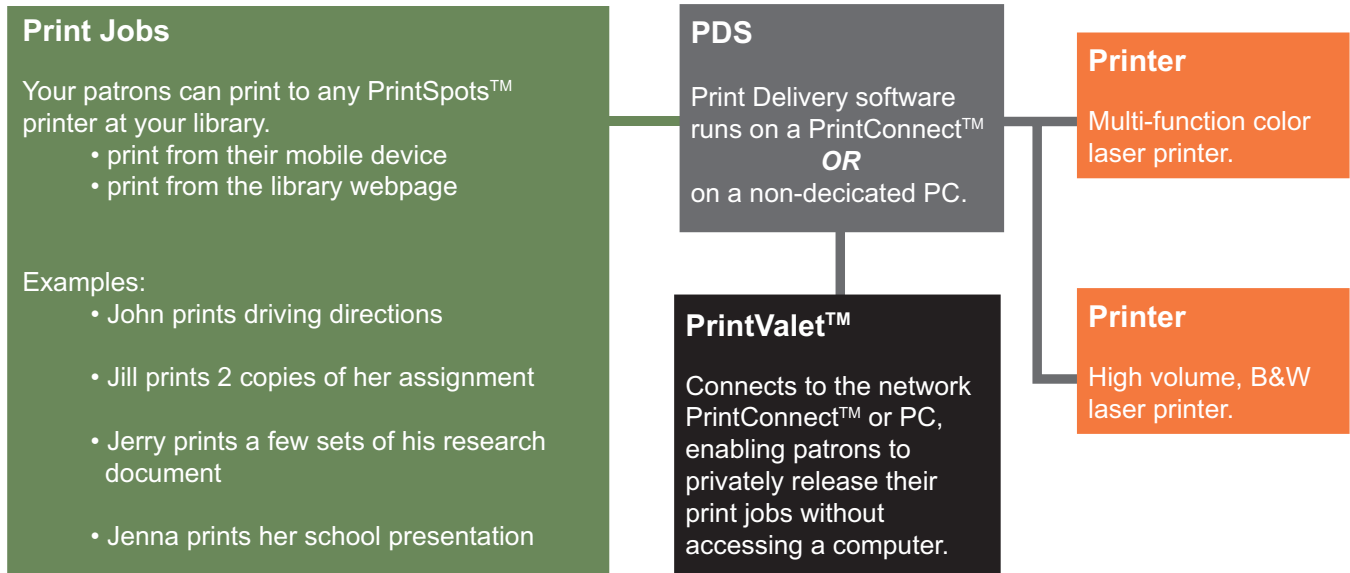 Print Jobs
Your patrons can print to any PrintSpots™
printer at your library.
• print from their mobile device
• print from the library webpage
Examples:
• John prints driving directions
• Jill prints 2 copies of her assignment
• Jerry prints a few sets of his research
document
• Jenna prints her school presentation
PDS
Print Delivery software
runs on a PrintConnect™
OR
on a non-decicated PC.
PrintValet™
Connects to the network
PrintConnect™ or PC,
enabling patrons to
privately release their
print jobs without
accessing a computer.
Printer
Multi-function color
laser printer.
Printer
High volume, B&W
laser printer.